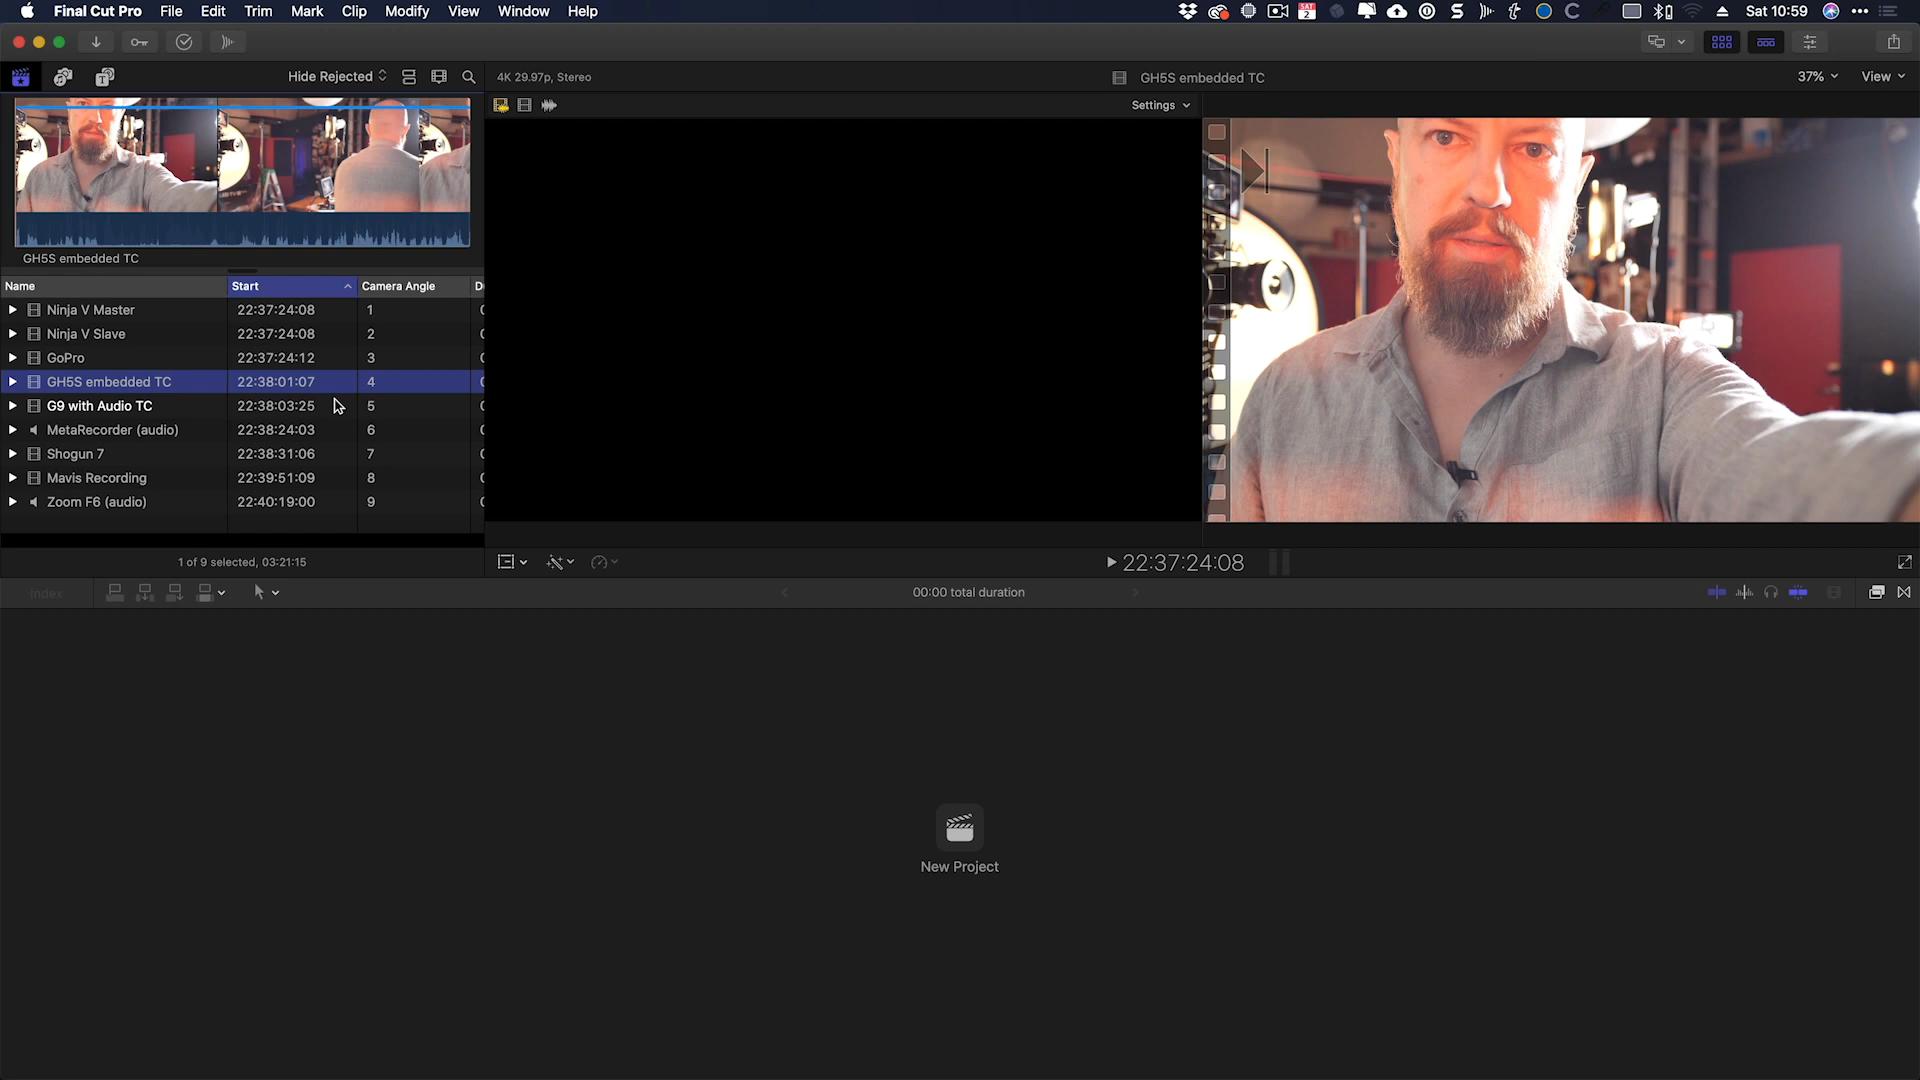 Final Cut Pro File Edit Trim Mark Clip Modify View Window Help SAT 2 Sat 10:59
Hide Rejected 4K 29.97p, Stereo GH5S embedded TC 37% View
Settings
GH5S embedded TC
Name Start Camera Angle
Ninja V Master 22:37:24:08 1
Ninja V Slave 22:37:24:08 2
GoPro 22:37:24:12 3
GH5S embedded TC 22:38:01:07 4
G9 with Audio TC 22:38:03:25 5
MetaRecorder (audio) 22:38:24:03 6
Shogun 7 22:38:31:06 7
Mavis Recording 22:39:51:09 8
Zoom F6 (audio) 22:40:19:00 9
1 of 9 selected, 03:21:15 22:37:24:08
Index 00:00 total duration
New Project